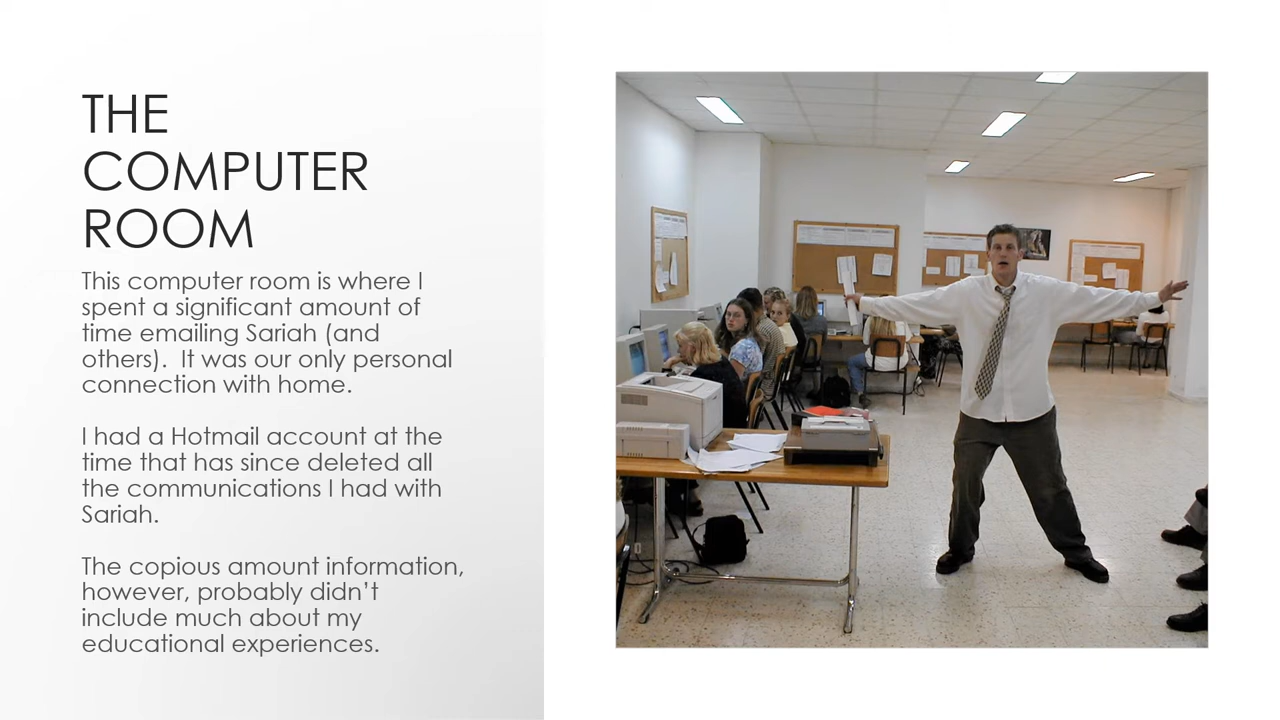 THE
COMPUTER
ROOM
This computer room is where I
spent a significant amount of
time emailing Sariah (and
others).  It was our only personal
connection with home.
I had a Hotmail account at the
time that has since deleted all
the communications I had with
Sariah.
The copious amount information,
however, probably didn't
include much about my
educational experiences.